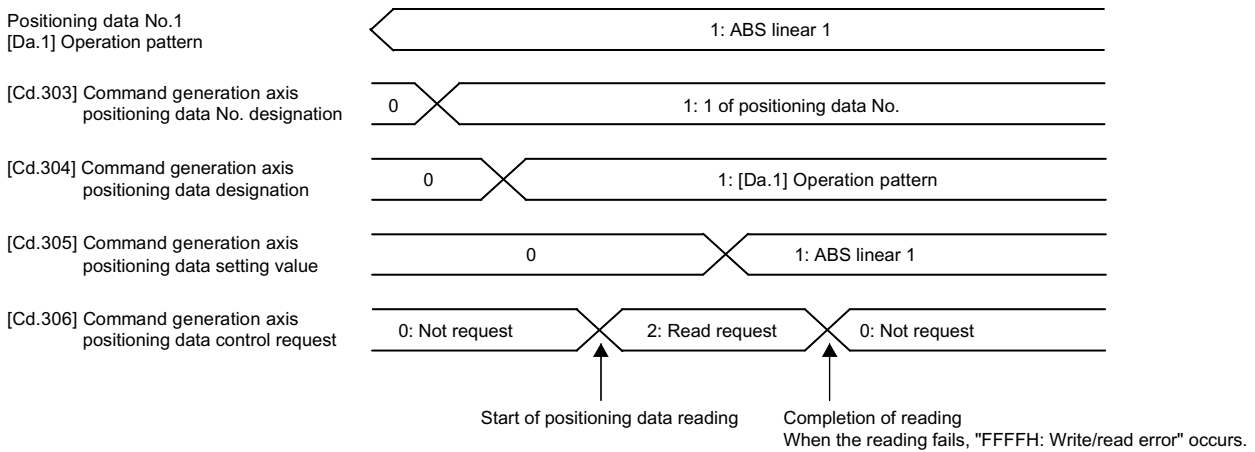 Positioning data No.1
[Da.1] Operation pattern
1: ABS linear 1
[Cd.303] Command generation axis
positioning data No. designation
0
1: 1 of positioning data No.
[Cd.304] Command generation axis
positioning data designation
0
1: [Da.1] Operation pattern
[Cd.305] Command generation axis
positioning data setting value
0
1: ABS linear 1
[Cd.306] Command generation axis
positioning data control request
0: Not request
2: Read request
0: Not request
Start of positioning data reading
Completion of reading
When the reading fails, "FFFFH: Write/read error" occurs.